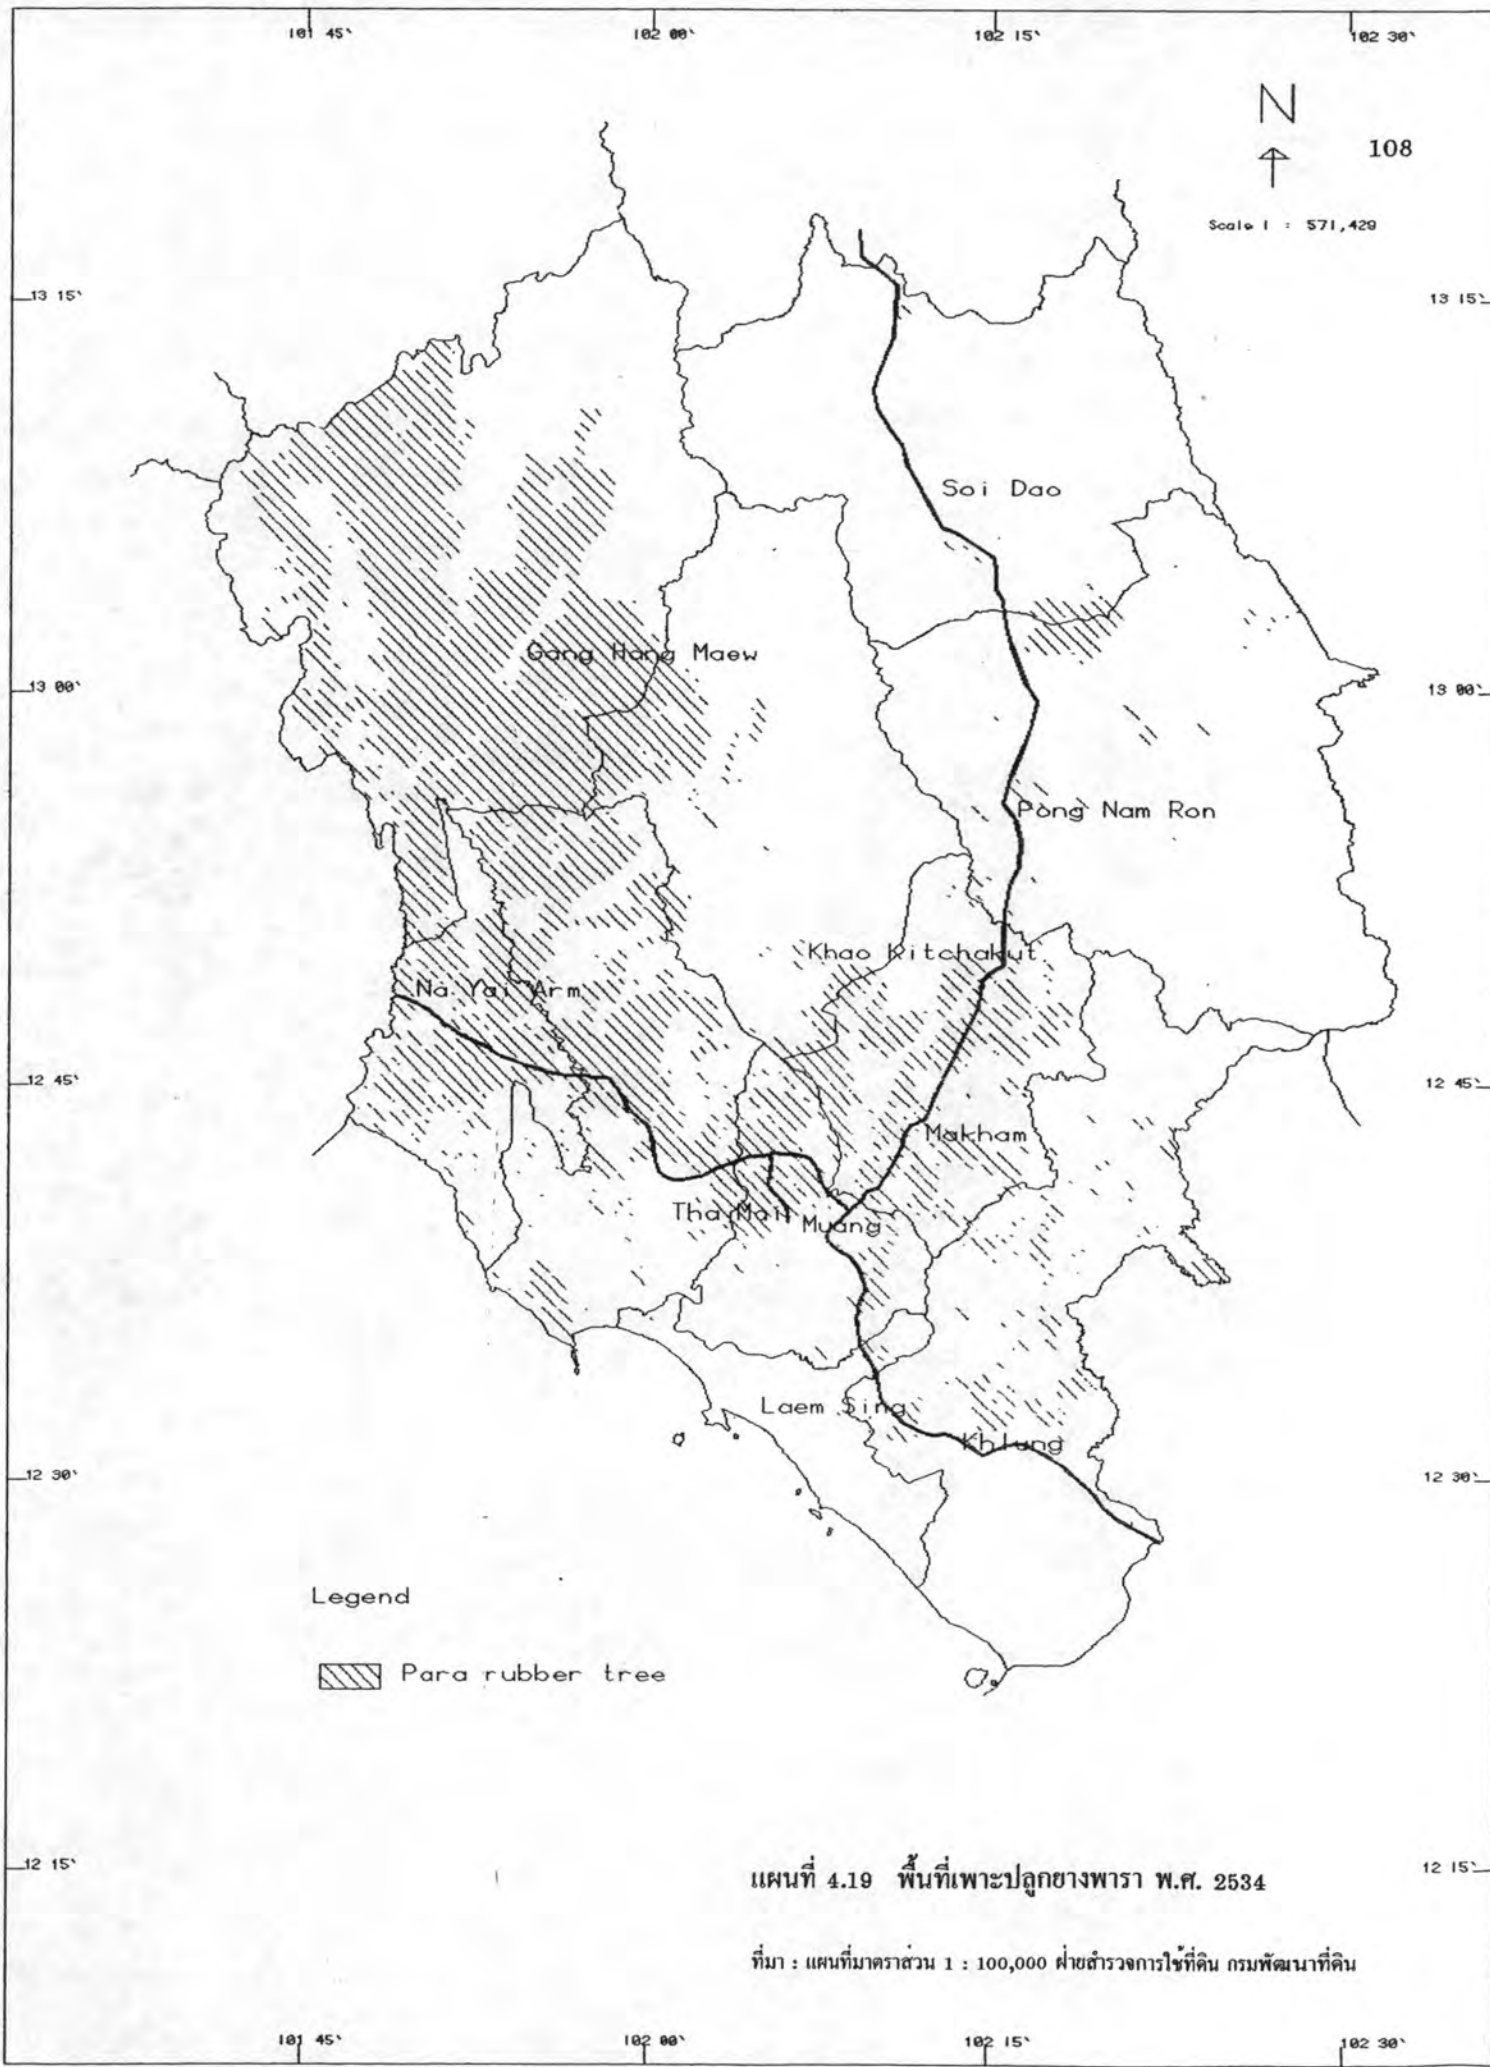 101 45` 102 00` 102 15` 102 30`
N
108
Scale 1 : 571,429
13 15` 13 15`
Soi Dao
Gang Hang Maew
13 00` 13 00`
Pong Nam Ron
Khao Kitchakut
Na Yai Arm
12 45` 12 45`
Makham
Tha Mai Muang
Laem Sing
Khlung
12 30` 12 30`
Legend
Para rubber tree
12 15` 12 15`
แผนที่ 4.19 พื้นที่เพาะปลูกยางพารา พ.ศ. 2534
ที่มา : แผนที่มาตราส่วน 1 : 100,000 ฝ่ายสำรวจการใช้ที่ดิน กรมพัฒนาที่ดิน
101 45` 102 00` 102 15` 102 30`